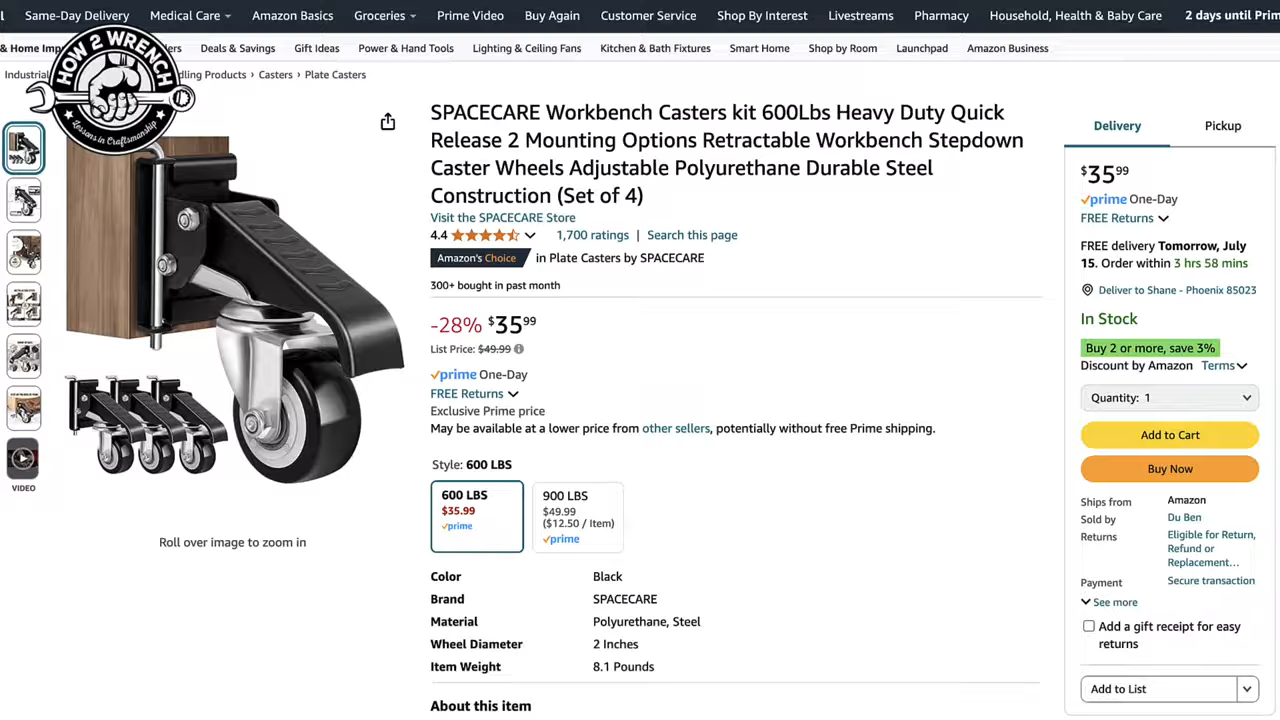 l Same-Day Delivery Medical Care Amazon Basics Groceries Prime Video Buy Again Customer Service Shop By Interest Livestreams Pharmacy Household, Health & Baby Care 2 days until Prim
& Home Imp ers Deals & Savings Gift Ideas Power & Hand Tools Lighting & Ceiling Fans Kitchen & Bath Fixtures Smart Home Shop by Room Launchpad Amazon Business
HOW 2 WRENCH
Lessons in Craftsmanship
Industrial dling Products › Casters › Plate Casters
SPACECARE Workbench Casters kit 600Lbs Heavy Duty Quick
Release 2 Mounting Options Retractable Workbench Stepdown
Caster Wheels Adjustable Polyurethane Durable Steel
Construction (Set of 4)
Visit the SPACECARE Store
4.4 1,700 ratings | Search this page
Amazon's Choice in Plate Casters by SPACECARE
300+ bought in past month
-28% $35 99
List Price: $49.99
prime One-Day
FREE Returns
Exclusive Prime price
May be available at a lower price from other sellers, potentially without free Prime shipping.
Style: 600 LBS
600 LBS
$35.99
prime
900 LBS
$49.99
($12.50 / Item)
prime
Color Black
Brand SPACECARE
Material Polyurethane, Steel
Wheel Diameter 2 Inches
Item Weight 8.1 Pounds
About this item
VIDEO
Roll over image to zoom in
Delivery Pickup
$35 99
prime One-Day
FREE Returns
FREE delivery Tomorrow, July
15. Order within 3 hrs 58 mins
Deliver to Shane - Phoenix 85023
In Stock
Buy 2 or more, save 3%
Discount by Amazon Terms
Quantity: 1
Add to Cart
Buy Now
Ships from Amazon
Sold by Du Ben
Returns Eligible for Return,
Refund or
Replacement...
Payment Secure transaction
See more
Add a gift receipt for easy
returns
Add to List